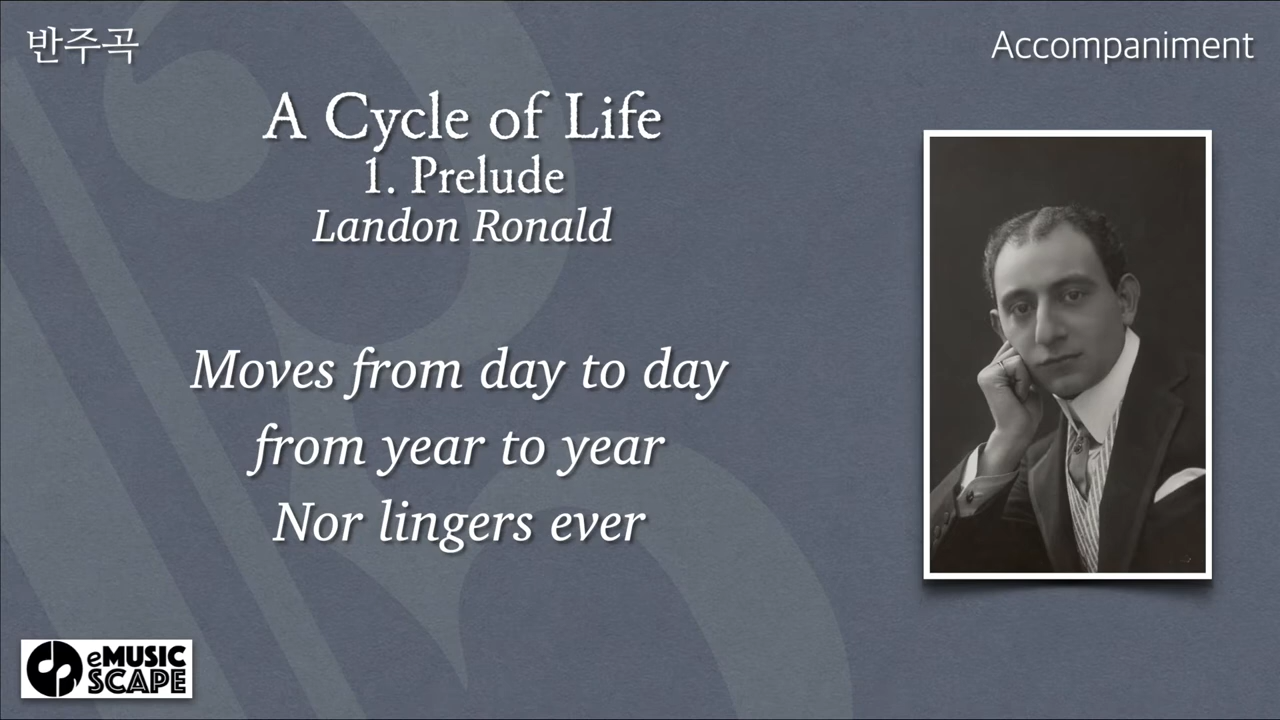 반주곡
Accompaniment
A Cycle of Life
1. Prelude
Landon Ronald
Moves from day to day
from year to year
Nor lingers ever
eMUSIC
SCAPE